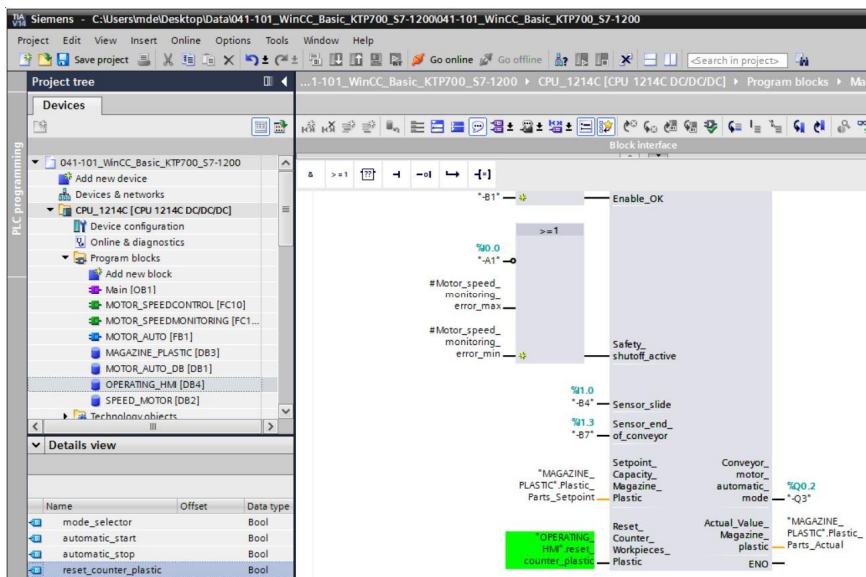 Siemens - C:\Users\mde\Desktop\Data\041-101_WinCC_Basic_KTP700_S7-1200\041-101_WinCC_Basic_KTP700_S7-1200
TIA
V14
Project Edit View Insert Online Options Tools Window Help
Save project Go online Go offline <Search in project>
Project tree
...1-101_WinCC_Basic_KTP700_S7-1200 CPU_1214C [CPU 1214C DC/DC/DC] Program blocks Ma
Devices
PLC programming
Block interface
041-101_WinCC_Basic_KTP700_S7-1200
Add new device
Devices & networks
CPU_1214C [CPU 1214C DC/DC/DC]
Device configuration
Online & diagnostics
Program blocks
Add new block
Main [OB1]
MOTOR_SPEEDCONTROL [FC10]
MOTOR_SPEEDMONITORING [FC1...
MOTOR_AUTO [FB1]
MAGAZINE_PLASTIC [DB3]
MOTOR_AUTO_DB [DB1]
OPERATING_HMI [DB4]
SPEED_MOTOR [DB2]
Technology objects
Details view
Name Offset Data type
mode_selector Bool
automatic_start Bool
automatic_stop Bool
reset_counter_plastic Bool
& >=1 ??
"-B1" Enable_OK
>=1
%I0.0
"-A1"
#Motor_speed_
monitoring_
error_max
#Motor_speed_
monitoring_
error_min
Safety_
shutoff_active
%I1.0
"-B4" Sensor_slide
%I1.3
"-B7"
Sensor_end_
of_conveyor
"MAGAZINE_
PLASTIC".Plastic_
Parts_Setpoint
Setpoint_
Capacity_
Magazine_
Plastic
Conveyor_
motor_
automatic_
mode
%Q0.2
"-Q3"
"OPERATING_
HMI".reset_
counter_plastic
Reset_
Counter_
Workpieces_
Plastic
Actual_Value_
Magazine_
plastic
"MAGAZINE_
PLASTIC".Plastic_
Parts_Actual
ENO